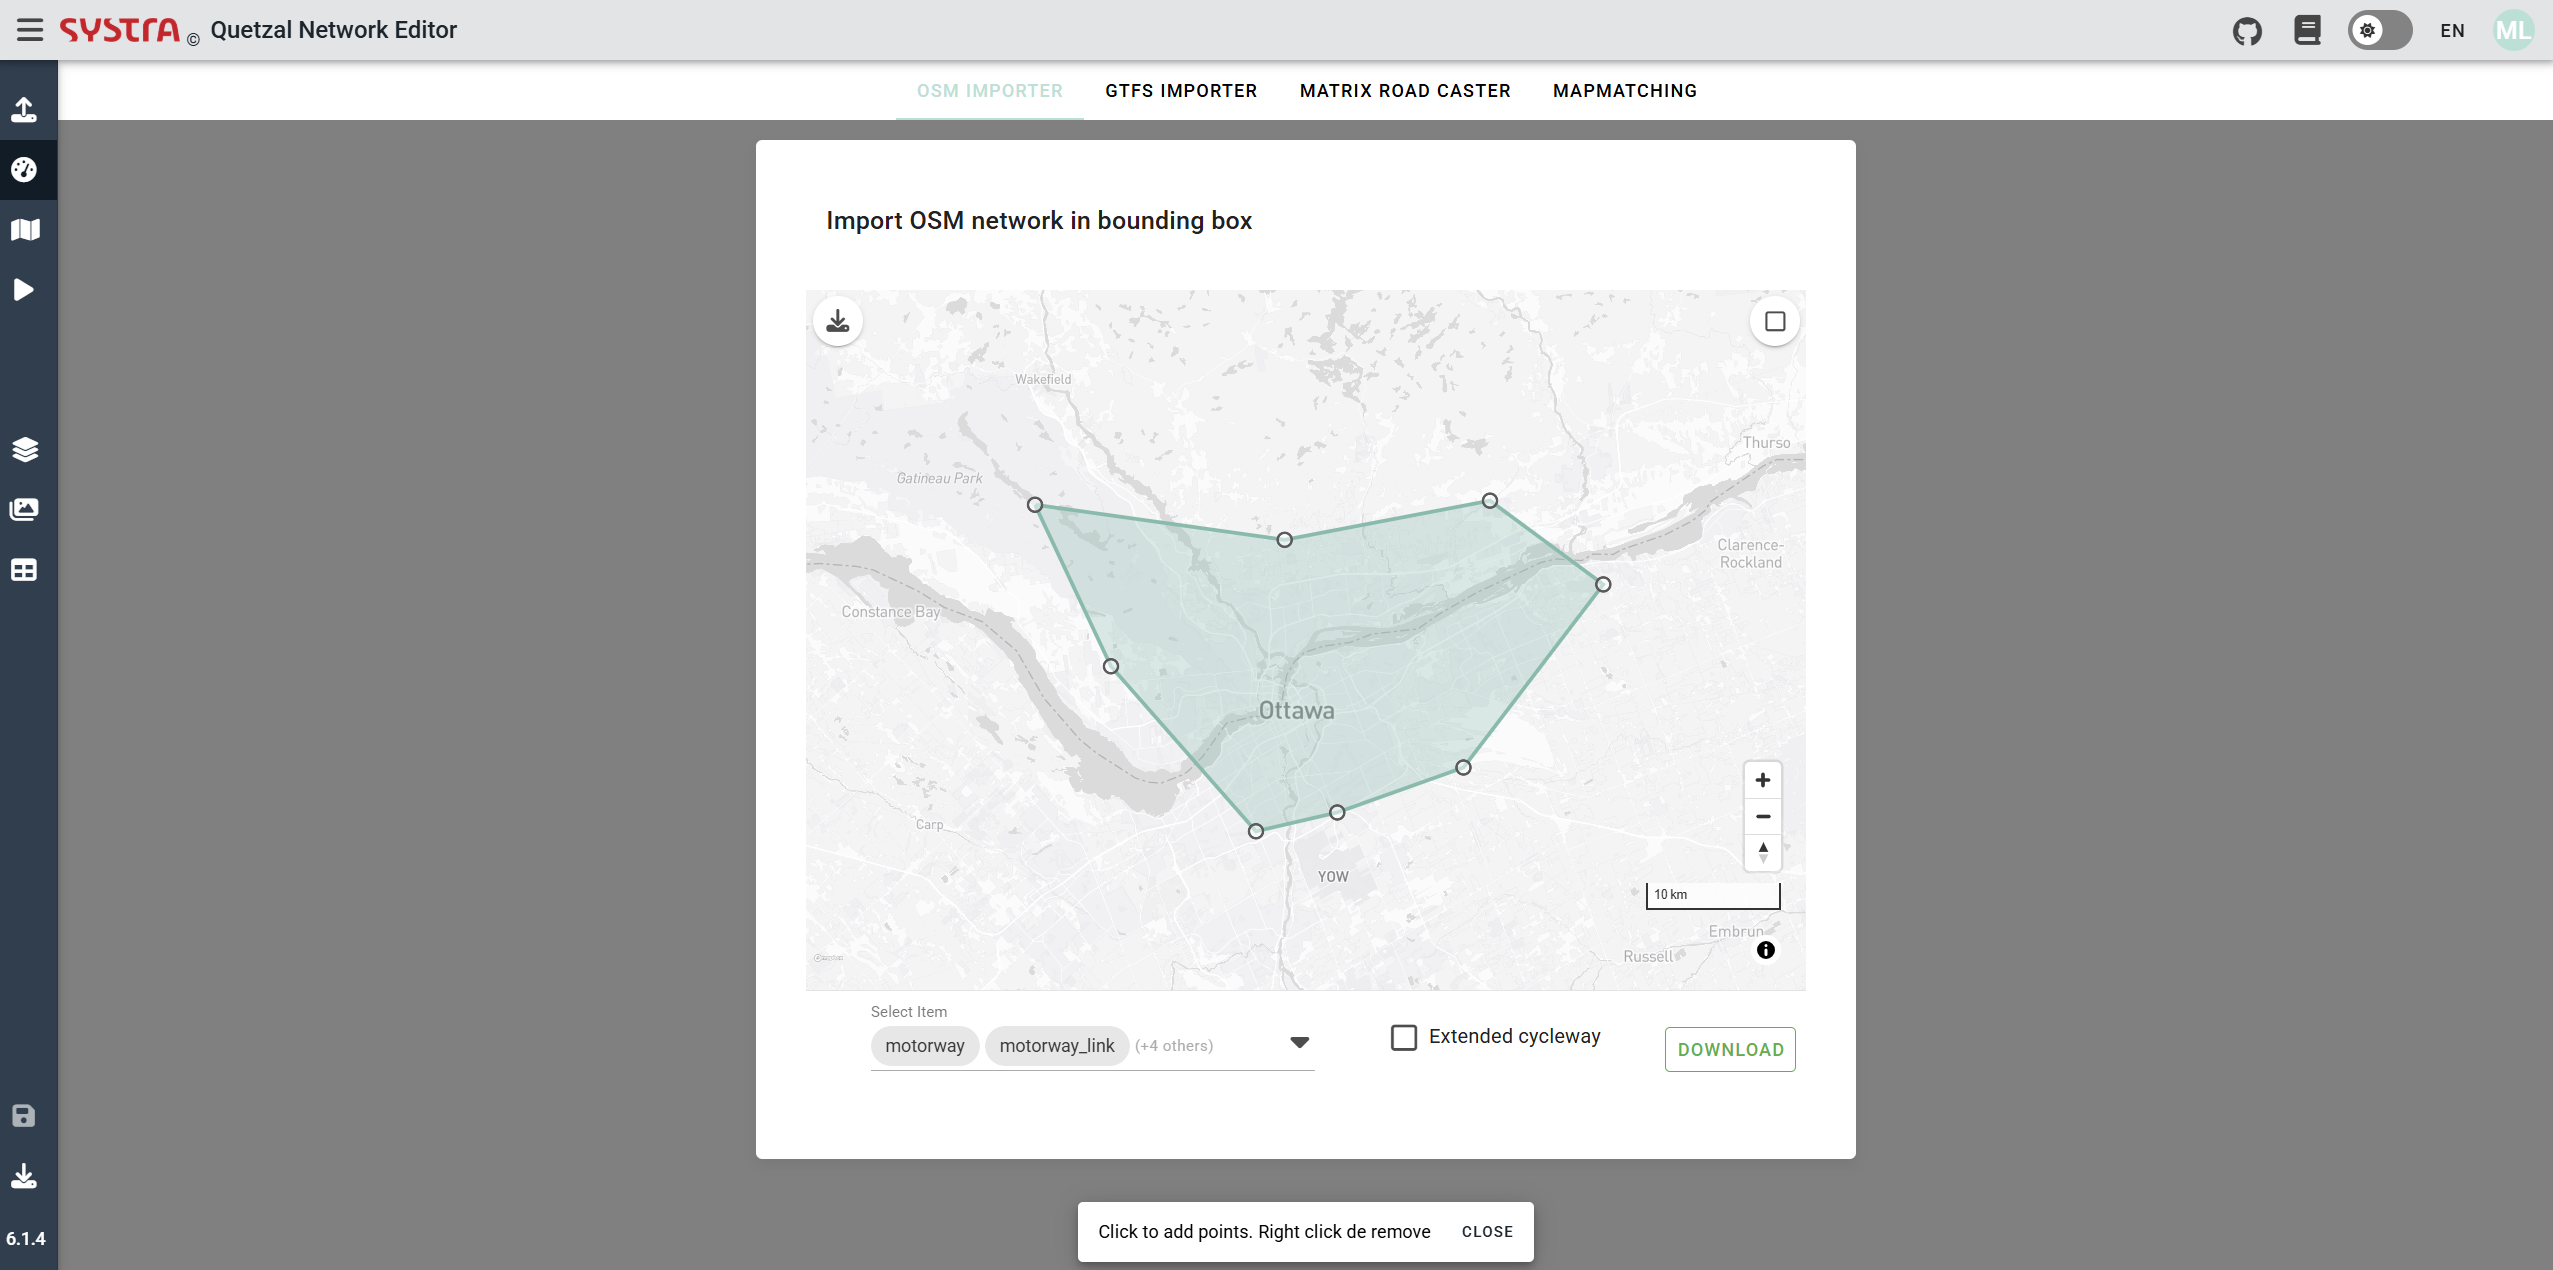 SYSTRA © Quetzal Network Editor
EN
ML
OSM IMPORTER
GTFS IMPORTER
MATRIX ROAD CASTER
MAPMATCHING
Import OSM network in bounding box
Wakefield
Thurso
Gatineau Park
Clarence-
Rockland
Constance Bay
Ottawa
Carp
YOW
10 km
Embrun
Russell
Select Item
motorway
motorway_link
(+4 others)
Extended cycleway
DOWNLOAD
6.1.4
Click to add points. Right click de remove
CLOSE